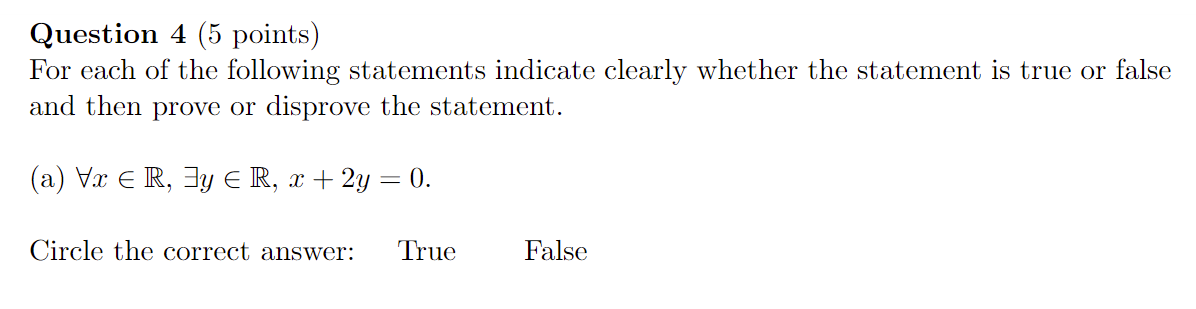 Question 4 (5 points)
For each of the following statements indicate clearly whether the statement is true or false
and then prove or disprove the statement.
(a) ∀x ∈ ℝ, ∃y ∈ ℝ, x + 2y = 0.
Circle the correct answer: True False